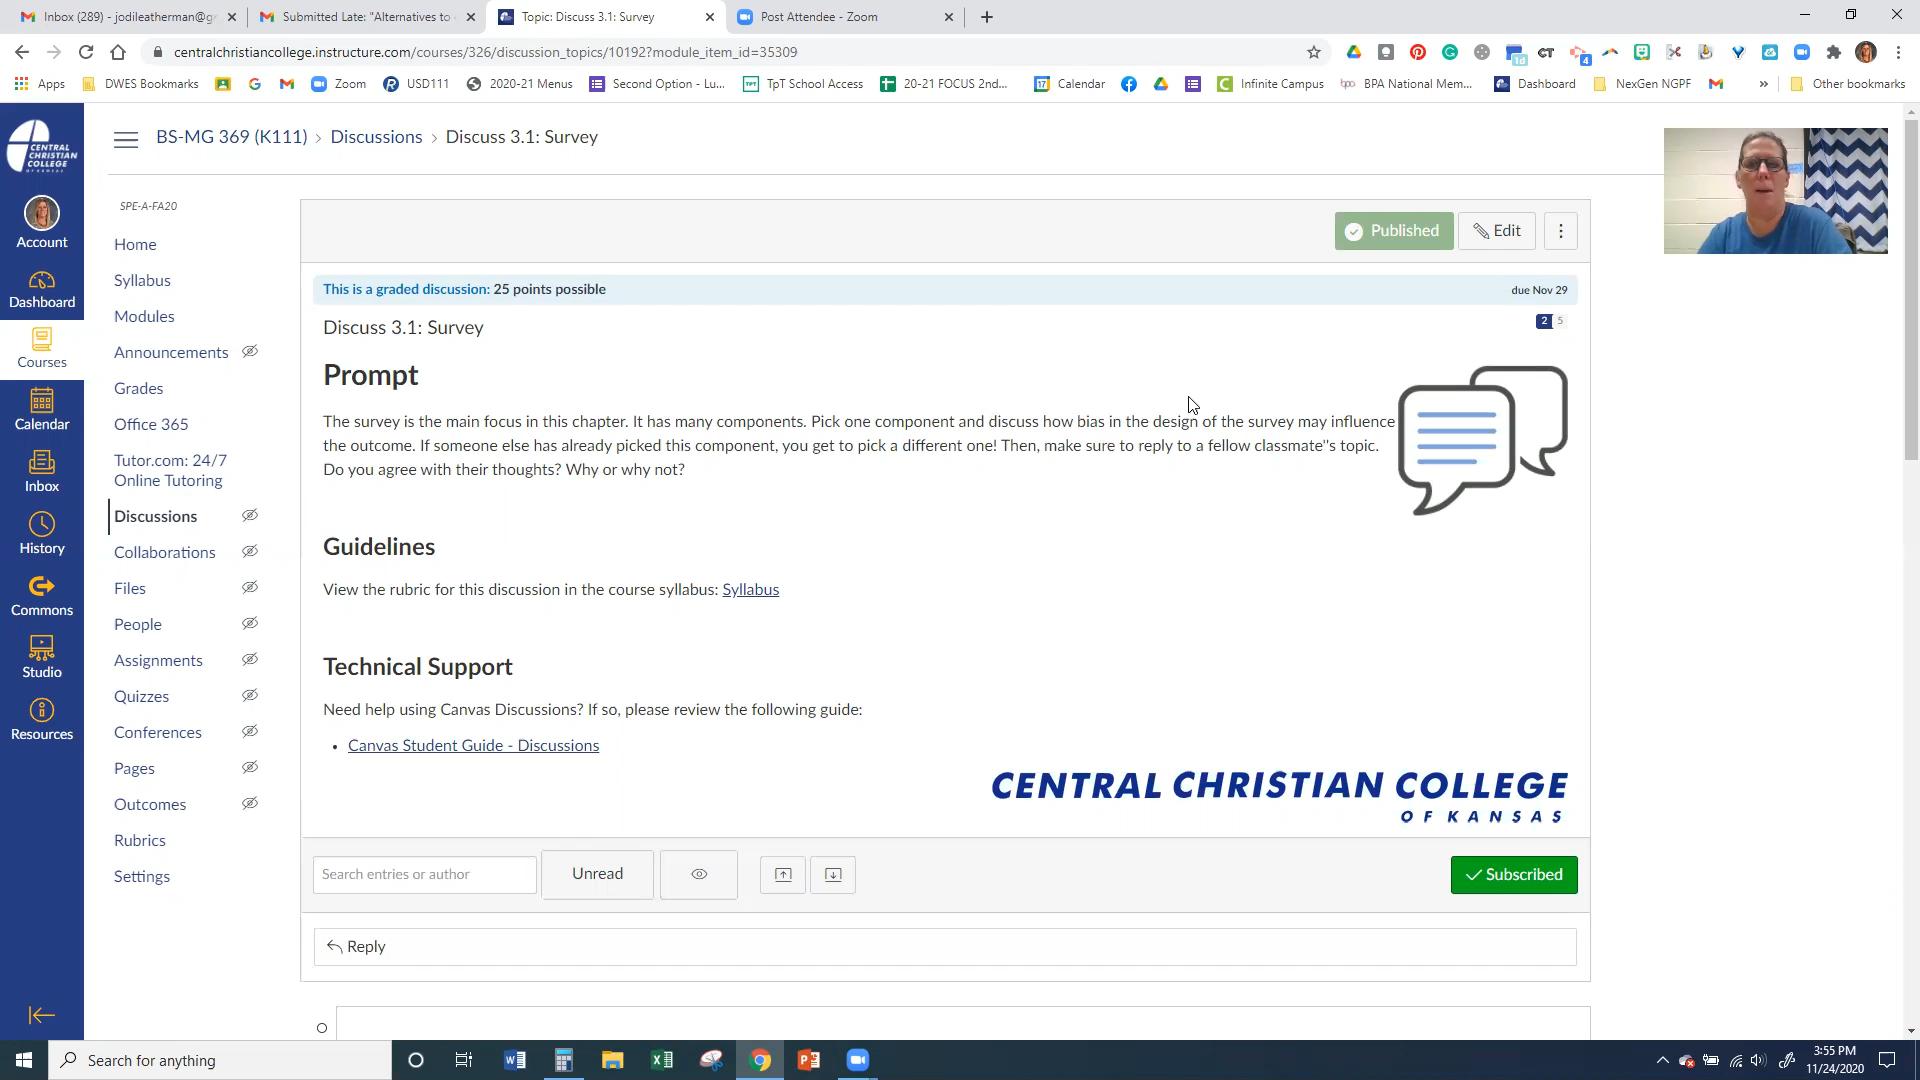 Inbox (289) - jodileatherman@g
Submitted Late: "Alternatives to
Topic: Discuss 3.1: Survey
Post Attendee - Zoom
centralchristiancollege.instructure.com/courses/326/discussion_topics/10192?module_item_id=35309
Apps
DWES Bookmarks
Zoom
USD111
2020-21 Menus
Second Option - Lu...
TpT School Access
20-21 FOCUS 2nd...
Calendar
Infinite Campus
BPA National Mem...
Dashboard
NexGen NGPF
Other bookmarks
CENTRAL
CHRISTIAN
COLLEGE
OF KANSAS
Account
Dashboard
Courses
Calendar
Inbox
History
Commons
Studio
Resources
BS-MG 369 (K111) › Discussions › Discuss 3.1: Survey
SPE-A-FA20
Home
Syllabus
Modules
Announcements
Grades
Office 365
Tutor.com: 24/7
Online Tutoring
Discussions
Collaborations
Files
People
Assignments
Quizzes
Conferences
Pages
Outcomes
Rubrics
Settings
Published
Edit
This is a graded discussion: 25 points possible
due Nov 29
Discuss 3.1: Survey
2 5
Prompt
The survey is the main focus in this chapter. It has many components. Pick one component and discuss how bias in the design of the survey may influence
the outcome. If someone else has already picked this component, you get to pick a different one! Then, make sure to reply to a fellow classmate''s topic.
Do you agree with their thoughts? Why or why not?
Guidelines
View the rubric for this discussion in the course syllabus: Syllabus
Technical Support
Need help using Canvas Discussions? If so, please review the following guide:
Canvas Student Guide - Discussions
CENTRAL CHRISTIAN COLLEGE
OF KANSAS
Search entries or author
Unread
Subscribed
Reply
Search for anything
3:55 PM
11/24/2020